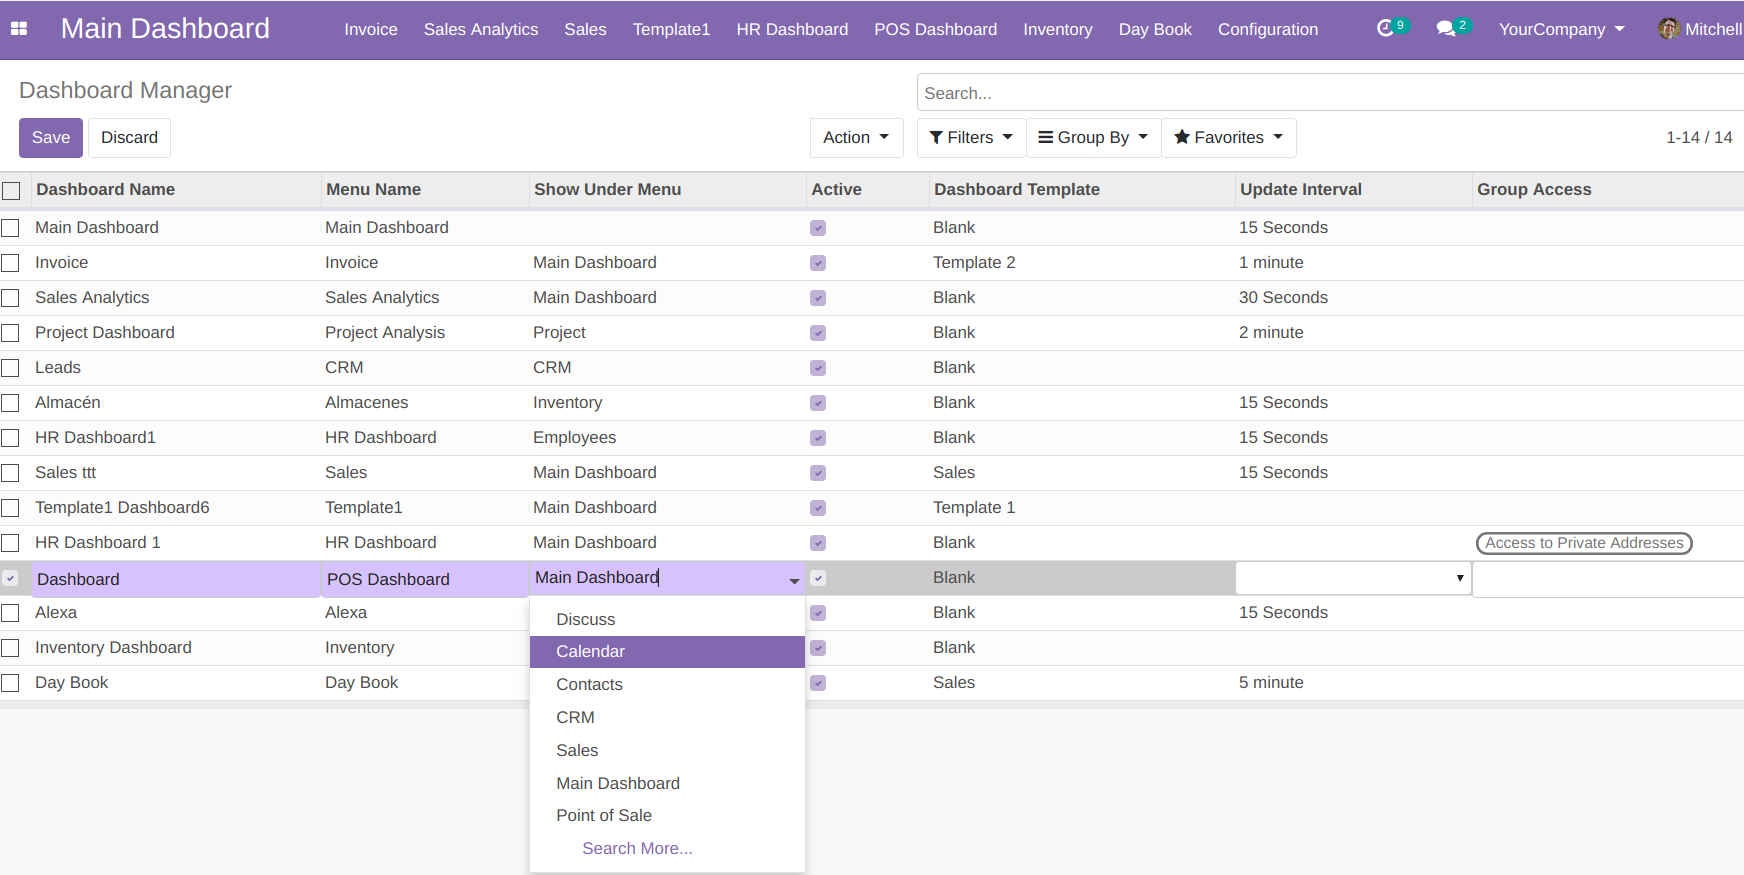 Main Dashboard Invoice Sales Analytics Sales Template1 HR Dashboard POS Dashboard Inventory Day Book Configuration 9 2 YourCompany Mitchell
Dashboard Manager
Search...
Save Discard Action Filters Group By Favorites 1-14 / 14
Dashboard Name Menu Name Show Under Menu Active Dashboard Template Update Interval Group Access
Main Dashboard Main Dashboard Blank 15 Seconds
Invoice Invoice Main Dashboard Template 2 1 minute
Sales Analytics Sales Analytics Main Dashboard Blank 30 Seconds
Project Dashboard Project Analysis Project Blank 2 minute
Leads CRM CRM Blank
Almacén Almacenes Inventory Blank 15 Seconds
HR Dashboard1 HR Dashboard Employees Blank 15 Seconds
Sales ttt Sales Main Dashboard Sales 15 Seconds
Template1 Dashboard6 Template1 Main Dashboard Template 1
HR Dashboard 1 HR Dashboard Main Dashboard Blank Access to Private Addresses
Dashboard POS Dashboard Main Dashboard Blank
Alexa Alexa Blank 15 Seconds
Inventory Dashboard Inventory Blank
Day Book Day Book Sales 5 minute
Discuss
Calendar
Contacts
CRM
Sales
Main Dashboard
Point of Sale
Search More...